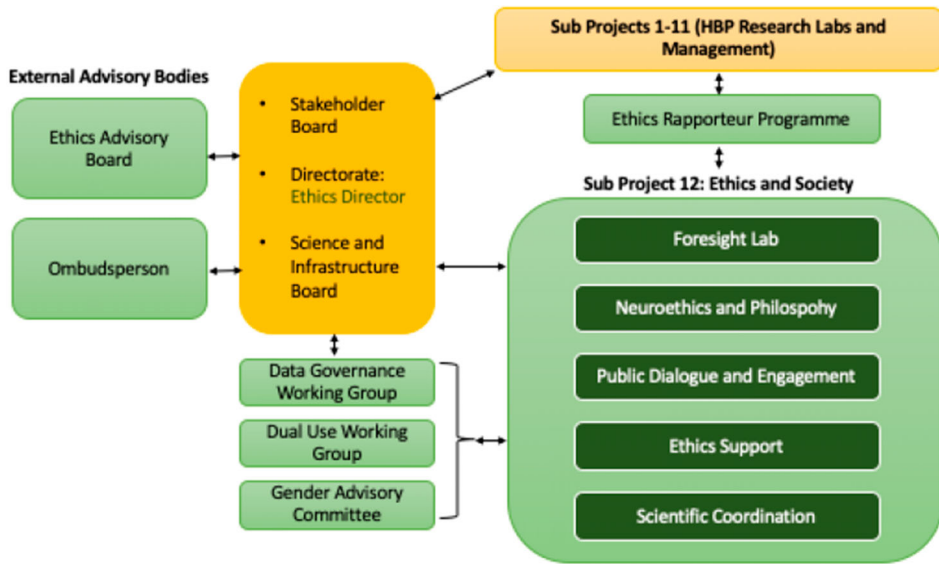 Sub Projects 1-11 (HBP Research Labs and
Management)
External Advisory Bodies
Ethics Advisory
Board
Ombudsperson
• Stakeholder
Board
• Directorate:
Ethics Director
• Science and
Infrastructure
Board
Ethics Rapporteur Programme
Sub Project 12: Ethics and Society
Foresight Lab
Neuroethics and Philospohy
Public Dialogue and Engagement
Ethics Support
Scientific Coordination
Data Governance
Working Group
Dual Use Working
Group
Gender Advisory
Committee